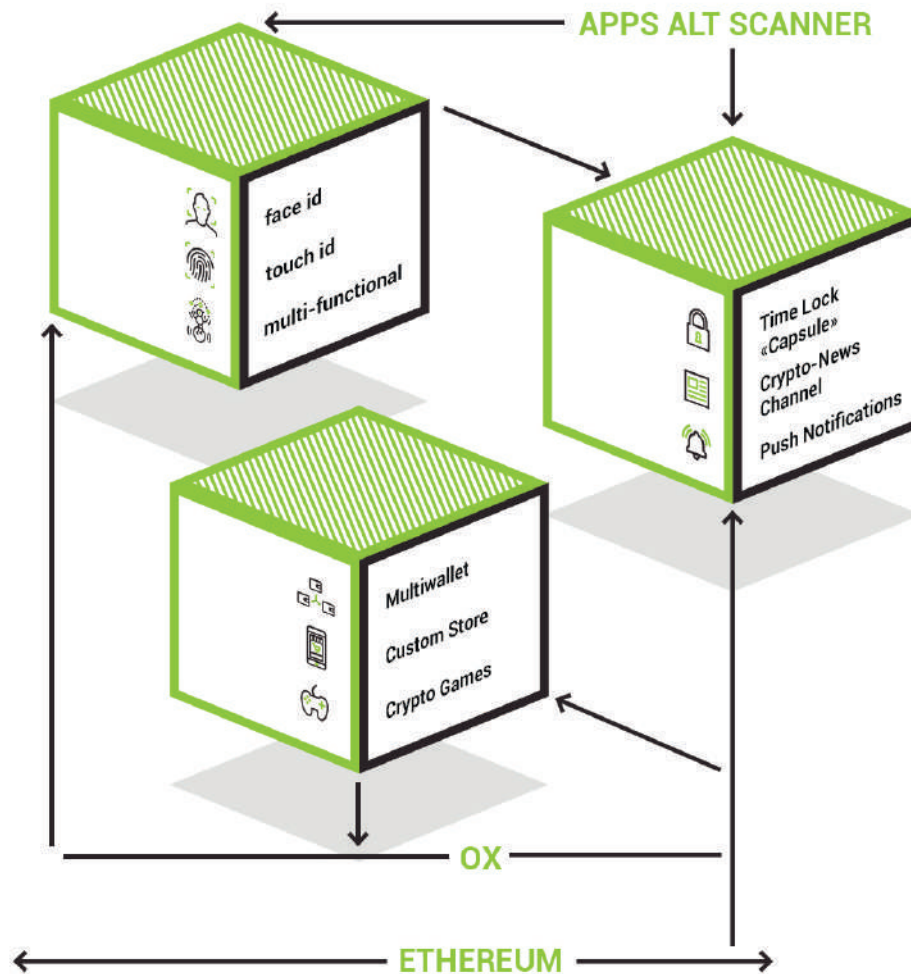 APPS ALT SCANNER
face id
touch id
multi-functional
Time Lock
«Capsule»
Crypto-News
Channel
Push Notifications
Multiwallet
Custom Store
Crypto Games
OX
ETHEREUM